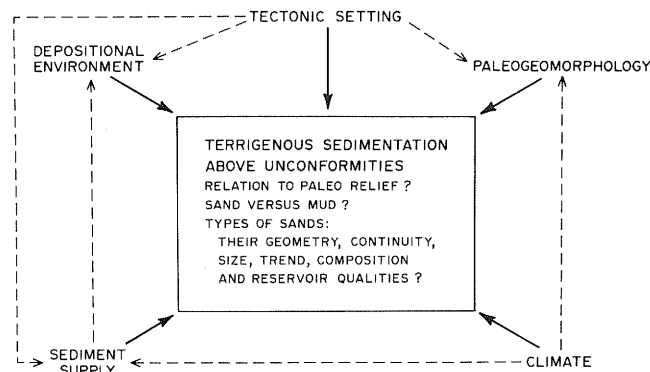 TECTONIC SETTING
DEPOSITIONAL
ENVIRONMENT
PALEOGEOMORPHOLOGY
TERRIGENOUS SEDIMENTATION
ABOVE UNCONFORMITIES
RELATION TO PALEO RELIEF ?
SAND VERSUS MUD ?
TYPES OF SANDS:
THEIR GEOMETRY, CONTINUITY,
SIZE, TREND, COMPOSITION
AND RESERVOIR QUALITIES ?
SEDIMENT
SUPPLY
CLIMATE